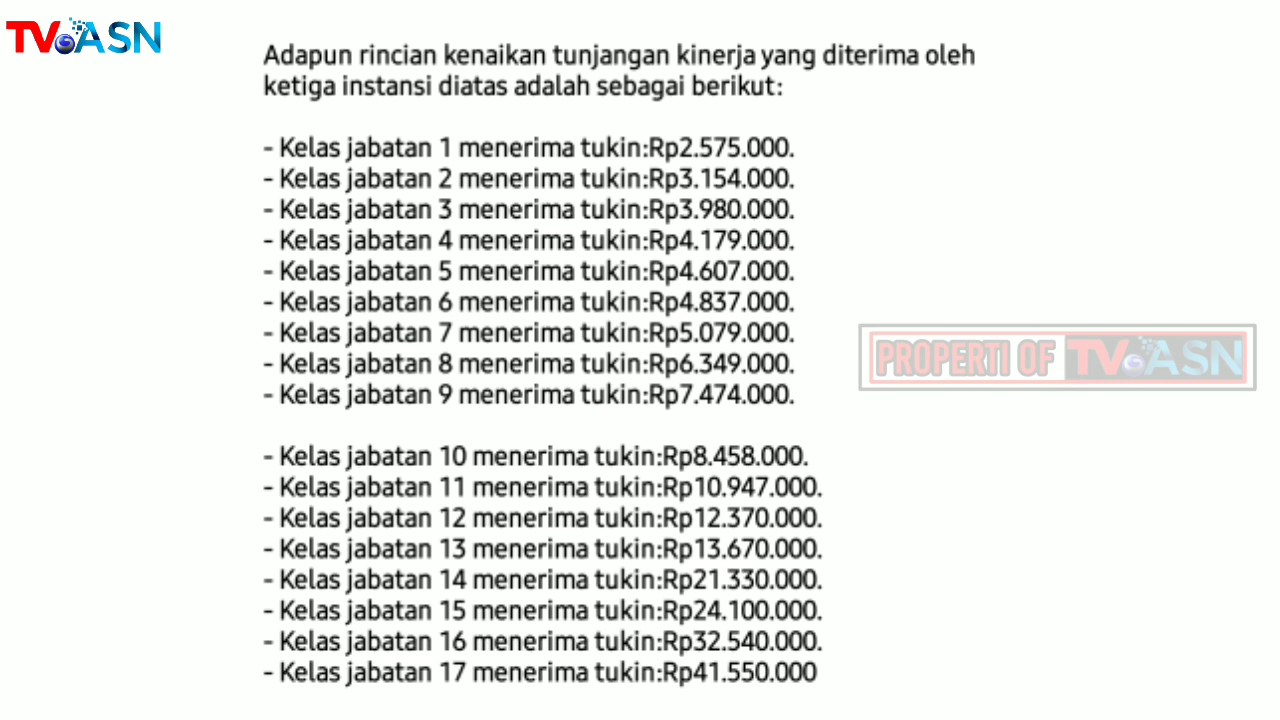 TV ASN
Adapun rincian kenaikan tunjangan kinerja yang diterima oleh
ketiga instansi diatas adalah sebagai berikut:
- Kelas jabatan 1 menerima tukin:Rp2.575.000.
- Kelas jabatan 2 menerima tukin:Rp3.154.000.
- Kelas jabatan 3 menerima tukin:Rp3.980.000.
- Kelas jabatan 4 menerima tukin:Rp4.179.000.
- Kelas jabatan 5 menerima tukin:Rp4.607.000.
- Kelas jabatan 6 menerima tukin:Rp4.837.000.
- Kelas jabatan 7 menerima tukin:Rp5.079.000.
- Kelas jabatan 8 menerima tukin:Rp6.349.000.
- Kelas jabatan 9 menerima tukin:Rp7.474.000.
PROPERTI OF TV ASN
- Kelas jabatan 10 menerima tukin:Rp8.458.000.
- Kelas jabatan 11 menerima tukin:Rp10.947.000.
- Kelas jabatan 12 menerima tukin:Rp12.370.000.
- Kelas jabatan 13 menerima tukin:Rp13.670.000.
- Kelas jabatan 14 menerima tukin:Rp21.330.000.
- Kelas jabatan 15 menerima tukin:Rp24.100.000.
- Kelas jabatan 16 menerima tukin:Rp32.540.000.
- Kelas jabatan 17 menerima tukin:Rp41.550.000